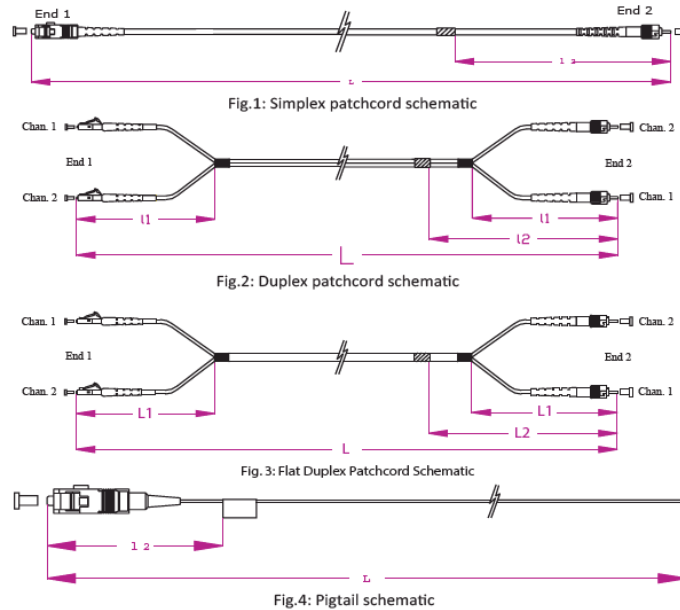 End 1
End 2
l 2
L
Fig.1: Simplex patchcord schematic
Chan. 1
Chan. 2
End 1
End 2
Chan. 2
Chan. 1
l1
l1
l2
L
Fig.2: Duplex patchcord schematic
Chan. 1
Chan. 2
End 1
End 2
Chan. 2
Chan. 1
L1
L1
L2
L
Fig. 3: Flat Duplex Patchcord Schematic
l 2
L
Fig.4: Pigtail schematic